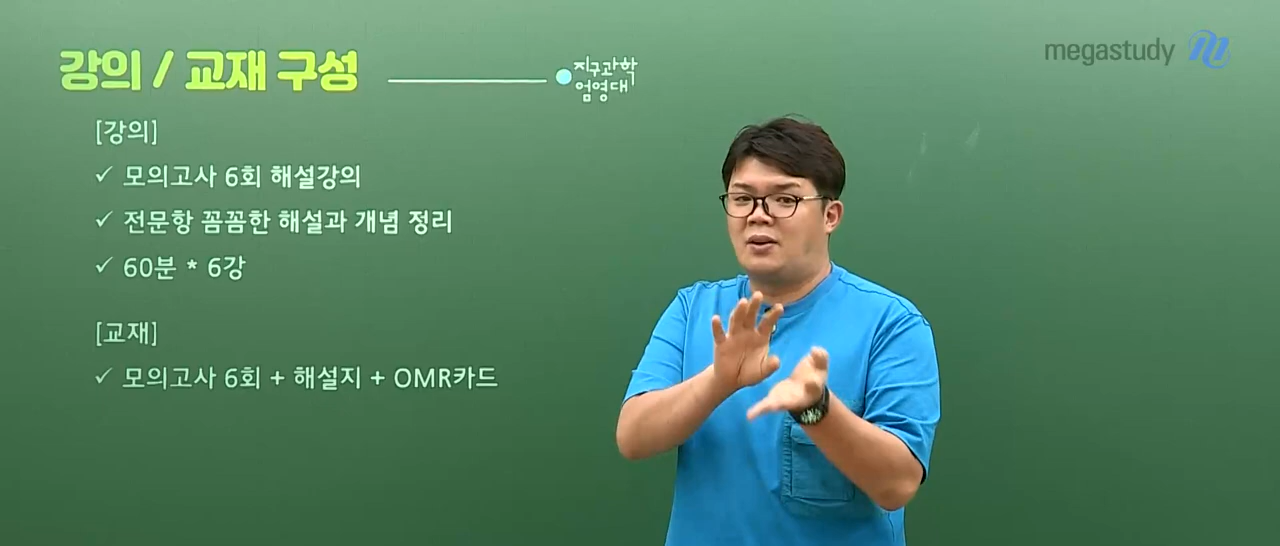 강의 / 교재 구성
지구과학
엄영대
megastudy
[강의]
✓ 모의고사 6회 해설강의
✓ 전문항 꼼꼼한 해설과 개념 정리
✓ 60분 * 6강
[교재]
✓ 모의고사 6회 + 해설지 + OMR카드